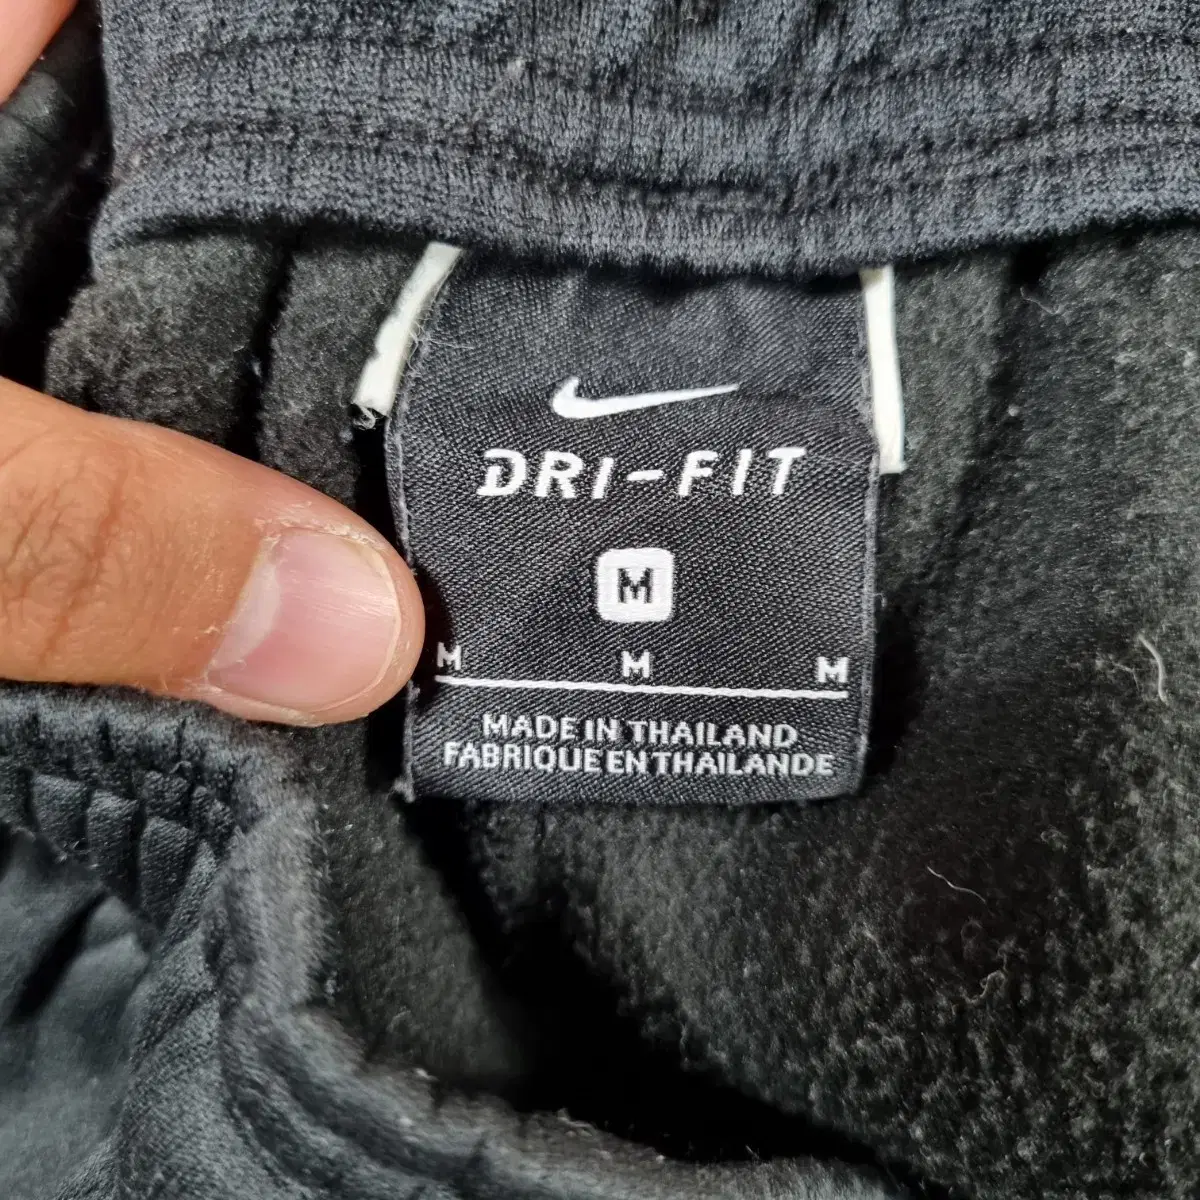 DRI-FIT
M
M M M
MADE IN THAILAND
FABRIQUE EN THAILANDE